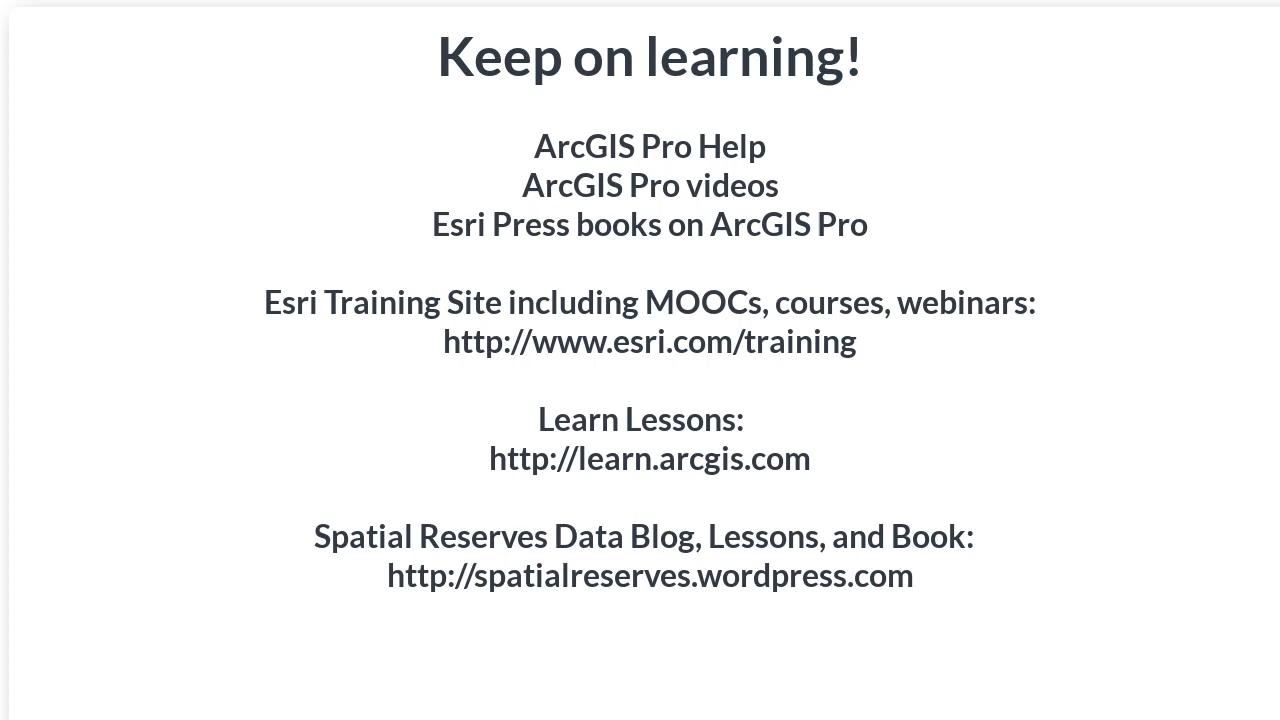 Keep on learning!
ArcGIS Pro Help
ArcGIS Pro videos
Esri Press books on ArcGIS Pro
Esri Training Site including MOOCs, courses, webinars:
http://www.esri.com/training
Learn Lessons:
http://learn.arcgis.com
Spatial Reserves Data Blog, Lessons, and Book:
http://spatialreserves.wordpress.com